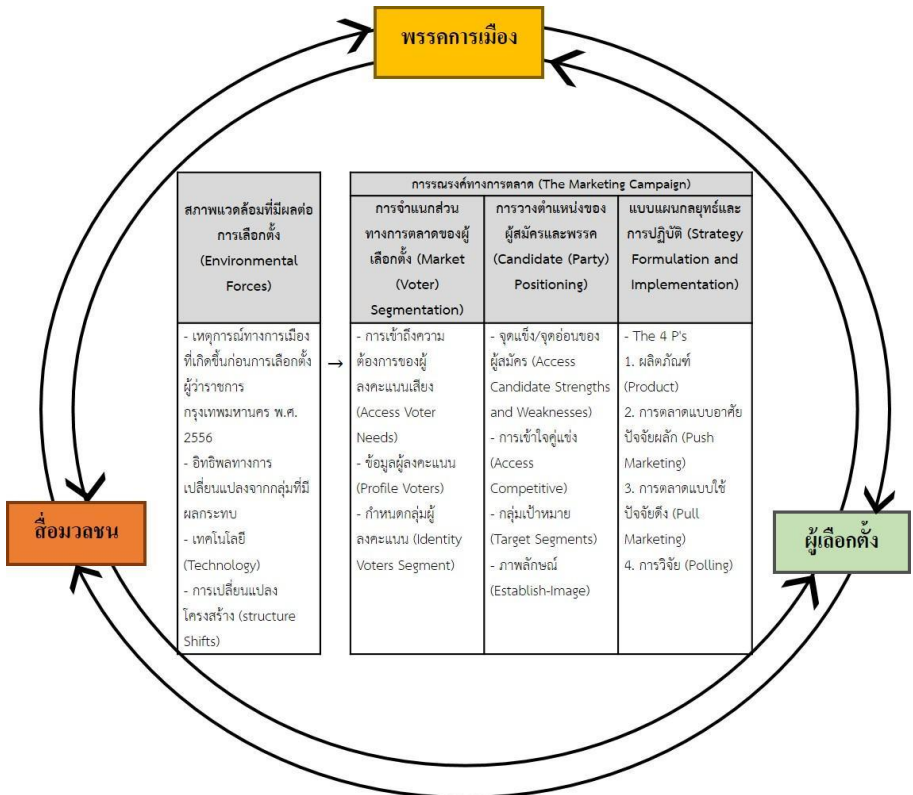 พรรคการเมือง
สภาพแวดล้อมที่มีผลต่อ
การเลือกตั้ง
(Environmental
Forces)
- เหตุการณ์ทางการเมือง
ที่เกิดขึ้นก่อนการเลือกตั้ง
ผู้ว่าราชการ
กรุงเทพมหานคร พ.ศ.
2556
- อิทธิพลทางการ
เปลี่ยนแปลงจากกลุ่มที่มี
ผลกระทบ
- เทคโนโลยี
(Technology)
- การเปลี่ยนแปลง
โครงสร้าง (structure
Shifts)
→
การรณรงค์ทางการตลาด (The Marketing Campaign)
การจำแนกส่วน
ทางการตลาดของผู้
เลือกตั้ง (Market
(Voter)
Segmentation)
- การเข้าถึงความ
ต้องการของผู้
ลงคะแนนเสียง
(Access Voter
Needs)
- ข้อมูลผู้ลงคะแนน
(Profile Voters)
- กำหนดกลุ่มผู้
ลงคะแนน (Identity
Voters Segment)
การวางตำแหน่งของ
ผู้สมัครและพรรค
(Candidate (Party)
Positioning)
- จุดแข็ง/จุดอ่อนของ
ผู้สมัคร (Access
Candidate Strengths
and Weaknesses)
- การเข้าใจคู่แข่ง
(Access
Competitive)
- กลุ่มเป้าหมาย
(Target Segments)
- ภาพลักษณ์
(Establish-Image)
แบบแผนกลยุทธ์และ
การปฏิบัติ (Strategy
Formulation and
Implementation)
- The 4 P's
1. ผลิตภัณฑ์
(Product)
2. การตลาดแบบอาศัย
ปัจจัยผลัก (Push
Marketing)
3. การตลาดแบบใช้
ปัจจัยดึง (Pull
Marketing)
4. การวิจัย (Polling)
สื่อมวลชน
ผู้เลือกตั้ง